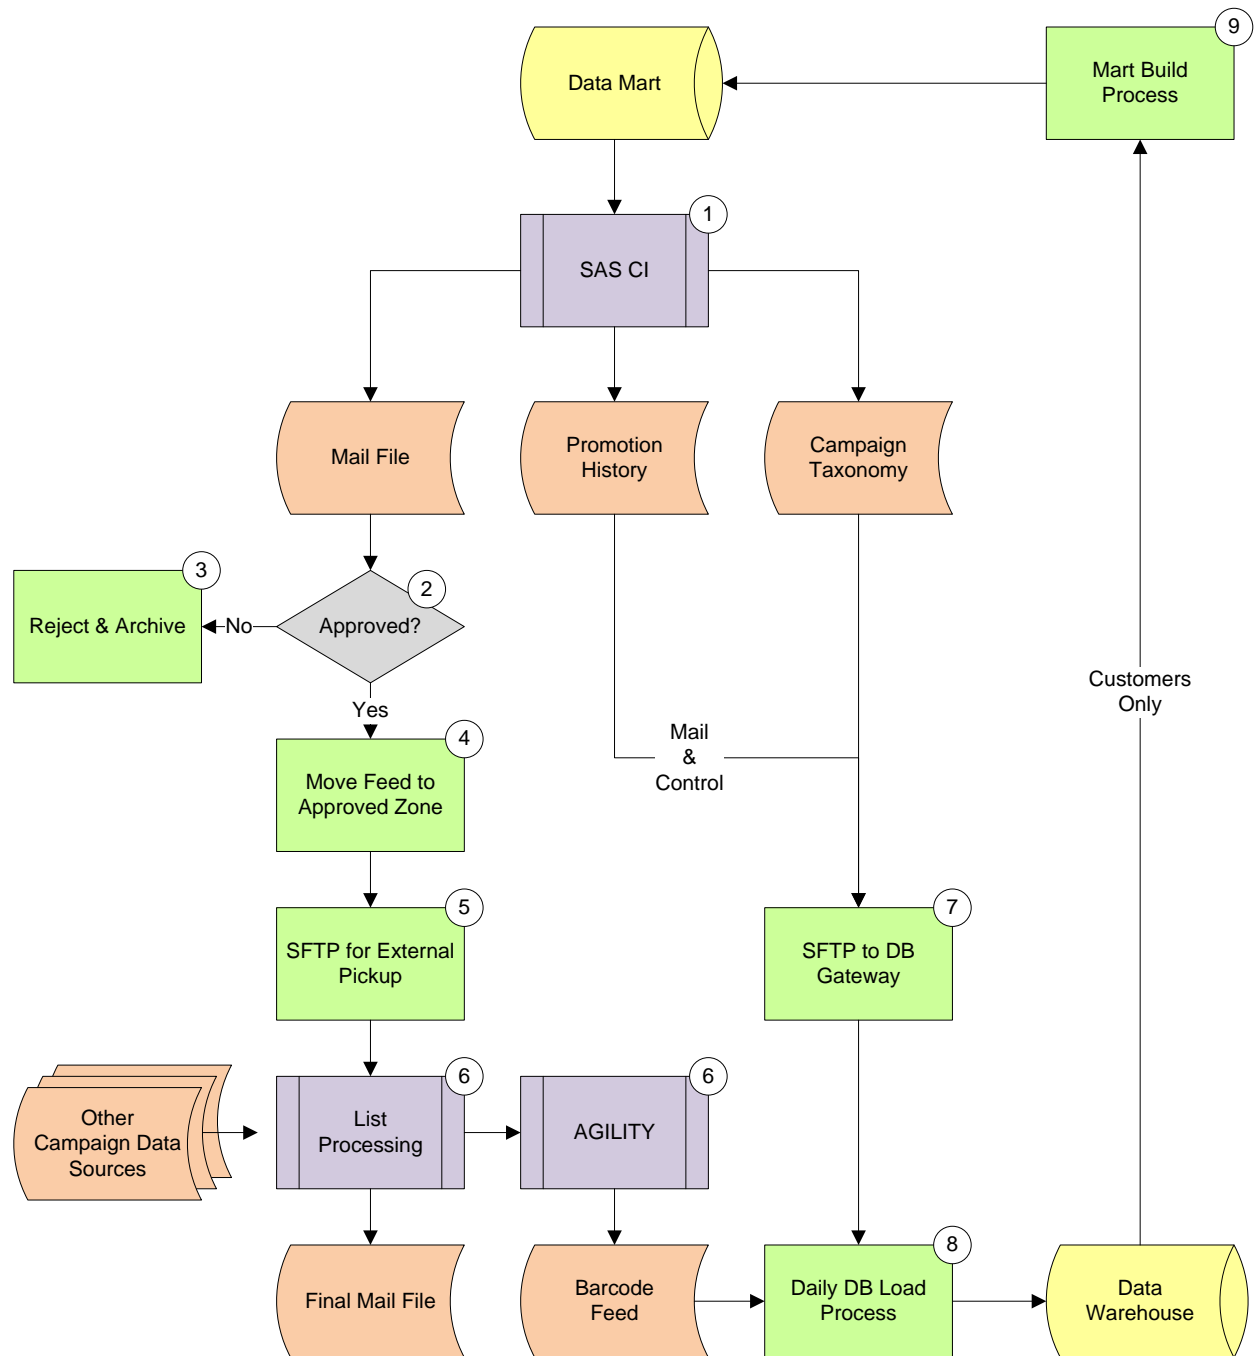 9
Data Mart
Mart Build
Process
1
SAS CI
Mail File
Promotion
History
Campaign
Taxonomy
3
Reject & Archive
No
2
Approved?
Yes
Customers
Only
Mail
&
Control
4
Move Feed to
Approved Zone
5
SFTP for External
Pickup
7
SFTP to DB
Gateway
Other
Campaign Data
Sources
6
List
Processing
6
AGILITY
Final Mail File
Barcode
Feed
8
Daily DB Load
Process
Data
Warehouse